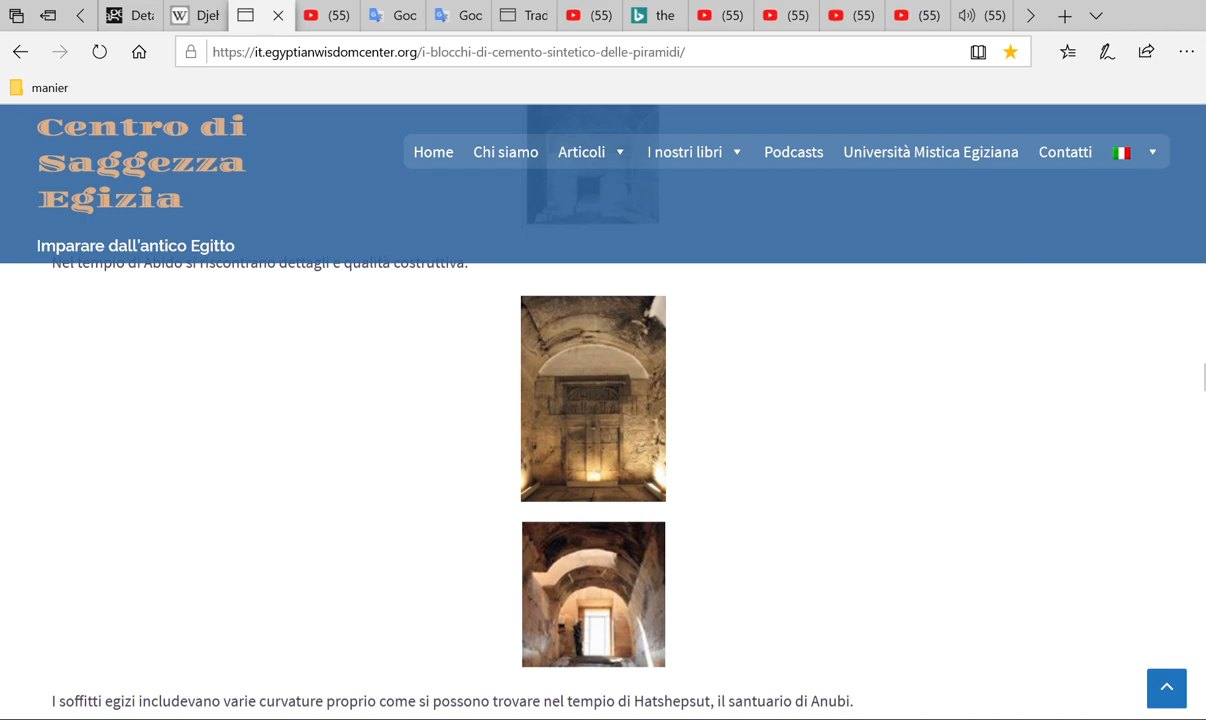 Deta
Djeh
(55)
Goc
Goc
Trac
(55)
the
(55)
(55)
(55)
(55)
(55)
https://it.egyptianwisdomcenter.org/i-blocchi-di-cemento-sintetico-delle-piramidi/
manier
Centro di
Saggezza
Egizia
Home Chi siamo Articoli I nostri libri Podcasts Università Mistica Egiziana Contatti
Imparare dall'antico Egitto
Nel tempio di Abido si riscontrano dettagli e qualità costruttiva.
I soffitti egizi includevano varie curvature proprio come si possono trovare nel tempio di Hatshepsut, il santuario di Anubi.